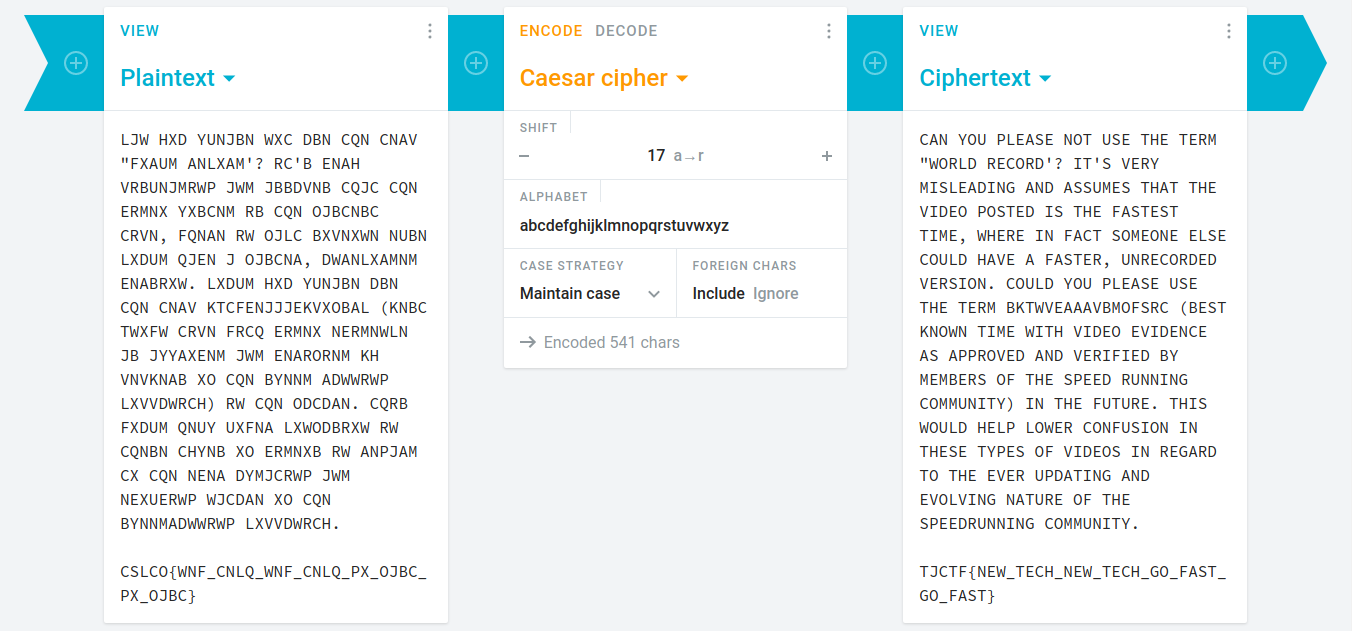 VIEW
Plaintext
LJW HXD YUNJBN WXC DBN CQN CNAV
"FXAUM ANLXAM'? RC'B ENAH
VRBUNJMRWP JWM JBBDVNB CQJC CQN
ERMNX YXBCNM RB CQN OJBCNBC
CRVN, FQNAN RW OJLC BXVNXWN NUBN
LXDUM QJEN J OJBCNA, DWANLXAMNM
ENABRXW. LXDUM HXD YUNJBN DBN
CQN CNAV KTCFENJJJEKVXOBAL (KNBC
TWXFW CRVN FRCQ ERMNX NERMNWLN
JB JYYAXENM JWM ENARORNM KH
VNVKNAB XO CQN BYNNM ADWWRWP
LXVVDWRCH) RW CQN ODCDAN. CQRB
FXDUM QNUY UXFNA LXWODBRXW RW
CQNBN CHYNB XO ERMNXB RW ANPJAM
CX CQN NENA DYMJCRWP JWM
NEXUERWP WJCDAN XO CQN
BYNNMADWWRWP LXVVDWRCH.
CSLCO{WNF_CNLQ_WNF_CNLQ_PX_OJBC_
PX_OJBC}
ENCODE DECODE
Caesar cipher
SHIFT
− 17 a→r +
ALPHABET
abcdefghijklmnopqrstuvwxyz
CASE STRATEGY FOREIGN CHARS
Maintain case Include Ignore
→ Encoded 541 chars
VIEW
Ciphertext
CAN YOU PLEASE NOT USE THE TERM
"WORLD RECORD'? IT'S VERY
MISLEADING AND ASSUMES THAT THE
VIDEO POSTED IS THE FASTEST
TIME, WHERE IN FACT SOMEONE ELSE
COULD HAVE A FASTER, UNRECORDED
VERSION. COULD YOU PLEASE USE
THE TERM BKTWVEAAAVBMOFSRC (BEST
KNOWN TIME WITH VIDEO EVIDENCE
AS APPROVED AND VERIFIED BY
MEMBERS OF THE SPEED RUNNING
COMMUNITY) IN THE FUTURE. THIS
WOULD HELP LOWER CONFUSION IN
THESE TYPES OF VIDEOS IN REGARD
TO THE EVER UPDATING AND
EVOLVING NATURE OF THE
SPEEDRUNNING COMMUNITY.
TJCTF{NEW_TECH_NEW_TECH_GO_FAST_
GO_FAST}